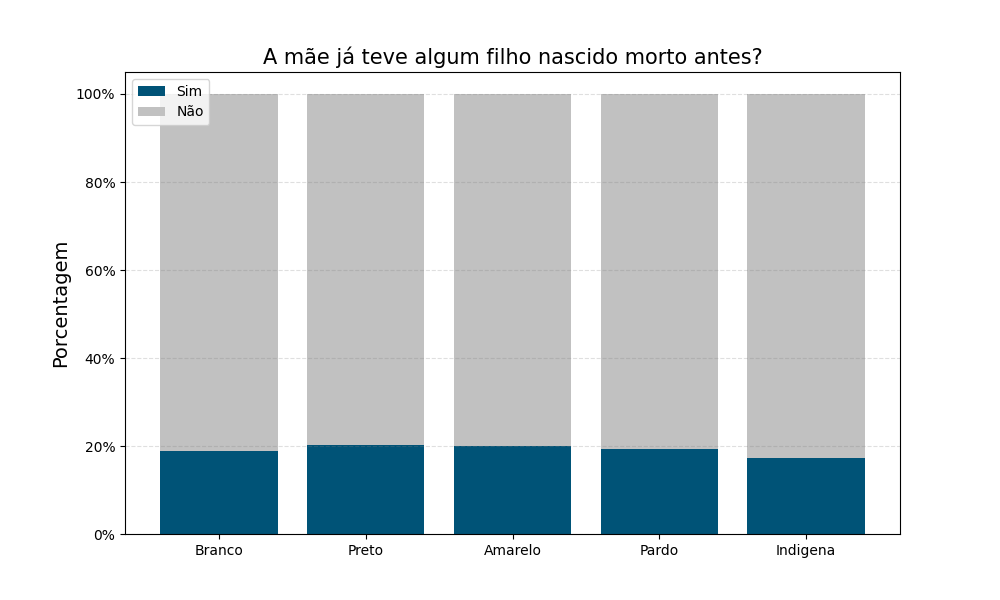 A mãe já teve algum filho nascido morto antes?
Sim
Não
Porcentagem
100%
80%
60%
40%
20%
0%
Branco
Preto
Amarelo
Pardo
Indigena